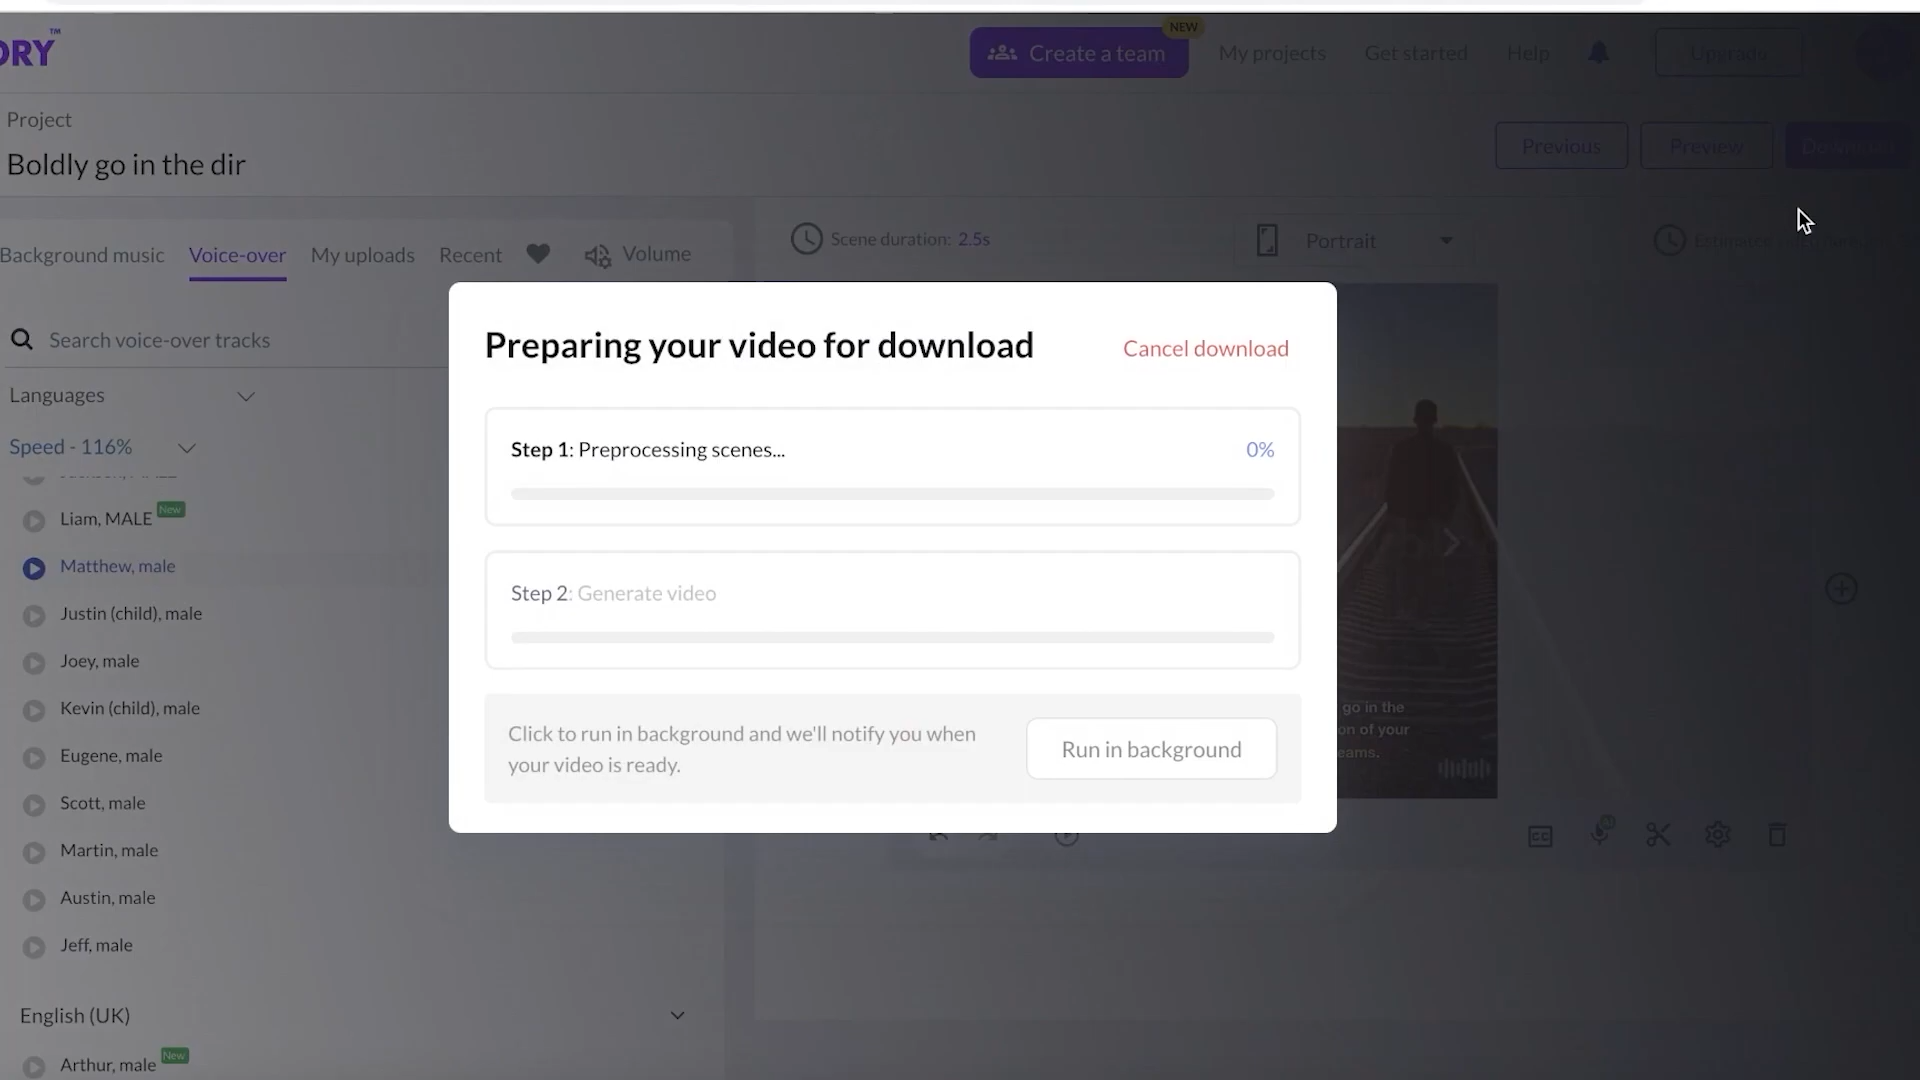 ORY™
Create a team
NEW
My projects
Get started
Help
Upgrade
Project
Boldly go in the dir
Previous
Preview
Download
Background music
Voice-over
My uploads
Recent
Volume
Scene duration: 2.5s
Portrait
Search voice-over tracks
Languages
Speed - 116%
Liam, MALE New
Matthew, male
Justin (child), male
Joey, male
Kevin (child), male
Eugene, male
Scott, male
Martin, male
Austin, male
Jeff, male
English (UK)
Arthur, male New
Preparing your video for download
Cancel download
Step 1: Preprocessing scenes...
0%
Step 2: Generate video
Click to run in background and we'll notify you when
your video is ready.
Run in background
go in the
on of your
eams.
CC